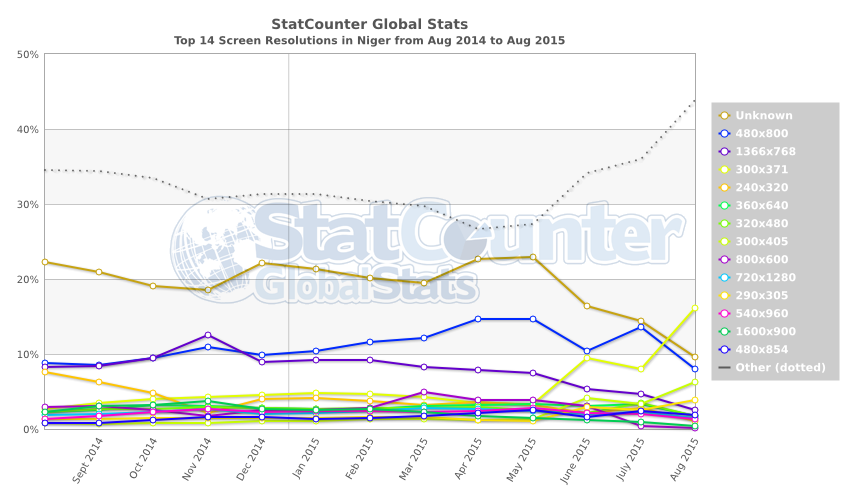 StatCounter Global Stats
Top 14 Screen Resolutions in Niger from Aug 2014 to Aug 2015
50%
40%
30%
20%
10%
0%
StatCounter
GlobalStats
Sept 2014
Oct 2014
Nov 2014
Dec 2014
Jan 2015
Feb 2015
Mar 2015
Apr 2015
May 2015
June 2015
July 2015
Aug 2015
Unknown
480x800
1366x768
300x371
240x320
360x640
320x480
300x405
800x600
720x1280
290x305
540x960
1600x900
480x854
Other (dotted)